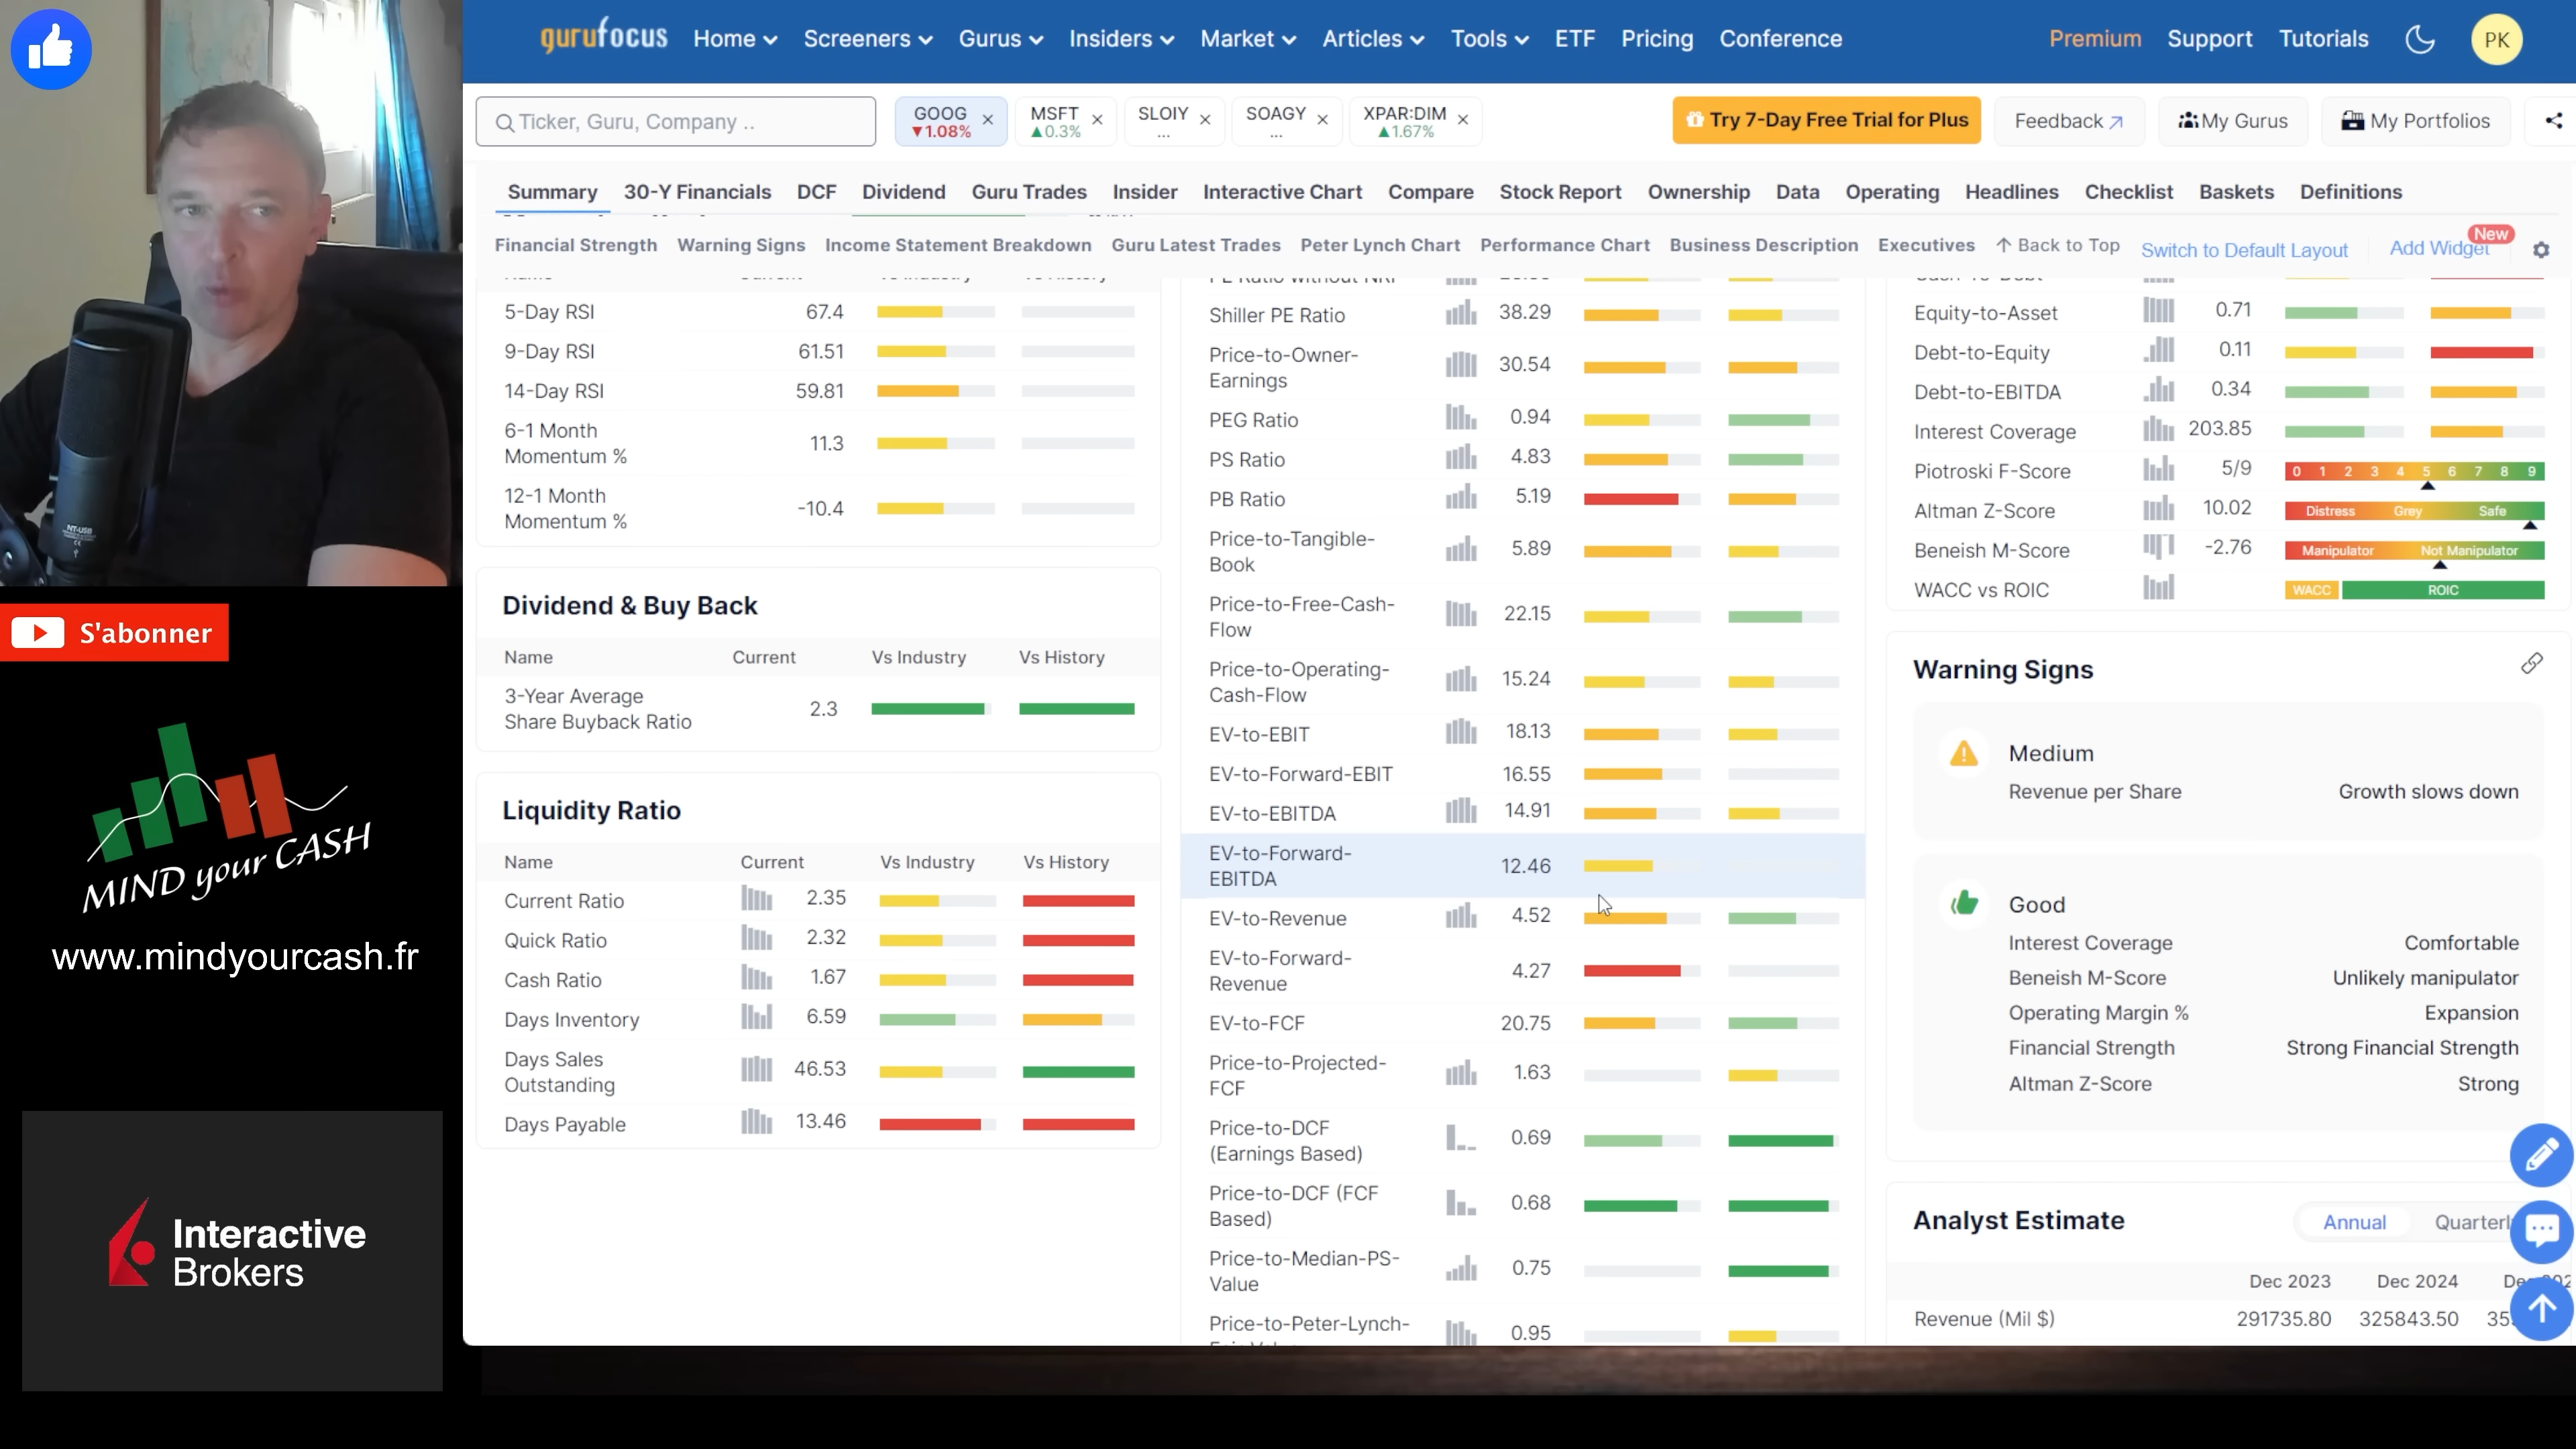 gurufocus
Home
Screeners
Gurus
Insiders
Market
Articles
Tools
ETF
Pricing
Conference
Premium
Support
Tutorials
PK
Ticker, Guru, Company ..
GOOG
▼1.08%
MSFT
▲0.3%
SLOIY
...
SOAGY
...
XPAR:DIM
▲1.67%
Try 7-Day Free Trial for Plus
Feedback
My Gurus
My Portfolios
Summary
30-Y Financials
DCF
Dividend
Guru Trades
Insider
Interactive Chart
Compare
Stock Report
Ownership
Data
Operating
Headlines
Checklist
Baskets
Definitions
Financial Strength
Warning Signs
Income Statement Breakdown
Guru Latest Trades
Peter Lynch Chart
Performance Chart
Business Description
Executives
↑ Back to Top
Switch to Default Layout
Add Widget
New
5-Day RSI 67.4
9-Day RSI 61.51
14-Day RSI 59.81
6-1 Month
Momentum % 11.3
12-1 Month
Momentum % -10.4
Dividend & Buy Back
Name Current Vs Industry Vs History
3-Year Average
Share Buyback Ratio 2.3
Liquidity Ratio
Name Current Vs Industry Vs History
Current Ratio 2.35
Quick Ratio 2.32
Cash Ratio 1.67
Days Inventory 6.59
Days Sales
Outstanding 46.53
Days Payable 13.46
PE Ratio without NRI
Shiller PE Ratio 38.29
Price-to-Owner-
Earnings 30.54
PEG Ratio 0.94
PS Ratio 4.83
PB Ratio 5.19
Price-to-Tangible-
Book 5.89
Price-to-Free-Cash-
Flow 22.15
Price-to-Operating-
Cash-Flow 15.24
EV-to-EBIT 18.13
EV-to-Forward-EBIT 16.55
EV-to-EBITDA 14.91
EV-to-Forward-
EBITDA 12.46
EV-to-Revenue 4.52
EV-to-Forward-
Revenue 4.27
EV-to-FCF 20.75
Price-to-Projected-
FCF 1.63
Price-to-DCF
(Earnings Based) 0.69
Price-to-DCF (FCF
Based) 0.68
Price-to-Median-PS-
Value 0.75
Price-to-Peter-Lynch- 0.95
Cash-To-Debt
Equity-to-Asset 0.71
Debt-to-Equity 0.11
Debt-to-EBITDA 0.34
Interest Coverage 203.85
Piotroski F-Score 5/9 0 1 2 3 4 5 6 7 8 9
Altman Z-Score 10.02 Distress Grey Safe
Beneish M-Score -2.76 Manipulator Not Manipulator
WACC vs ROIC WACC ROIC
Warning Signs
Medium
Revenue per Share Growth slows down
Good
Interest Coverage Comfortable
Beneish M-Score Unlikely manipulator
Operating Margin % Expansion
Financial Strength Strong Financial Strength
Altman Z-Score Strong
Analyst Estimate
Annual
Dec 2023 Dec 2024
Revenue (Mil $) 291735.80 325843.50
NT-USB
S'abonner
MIND your CASH
www.mindyourcash.fr
Interactive
Brokers